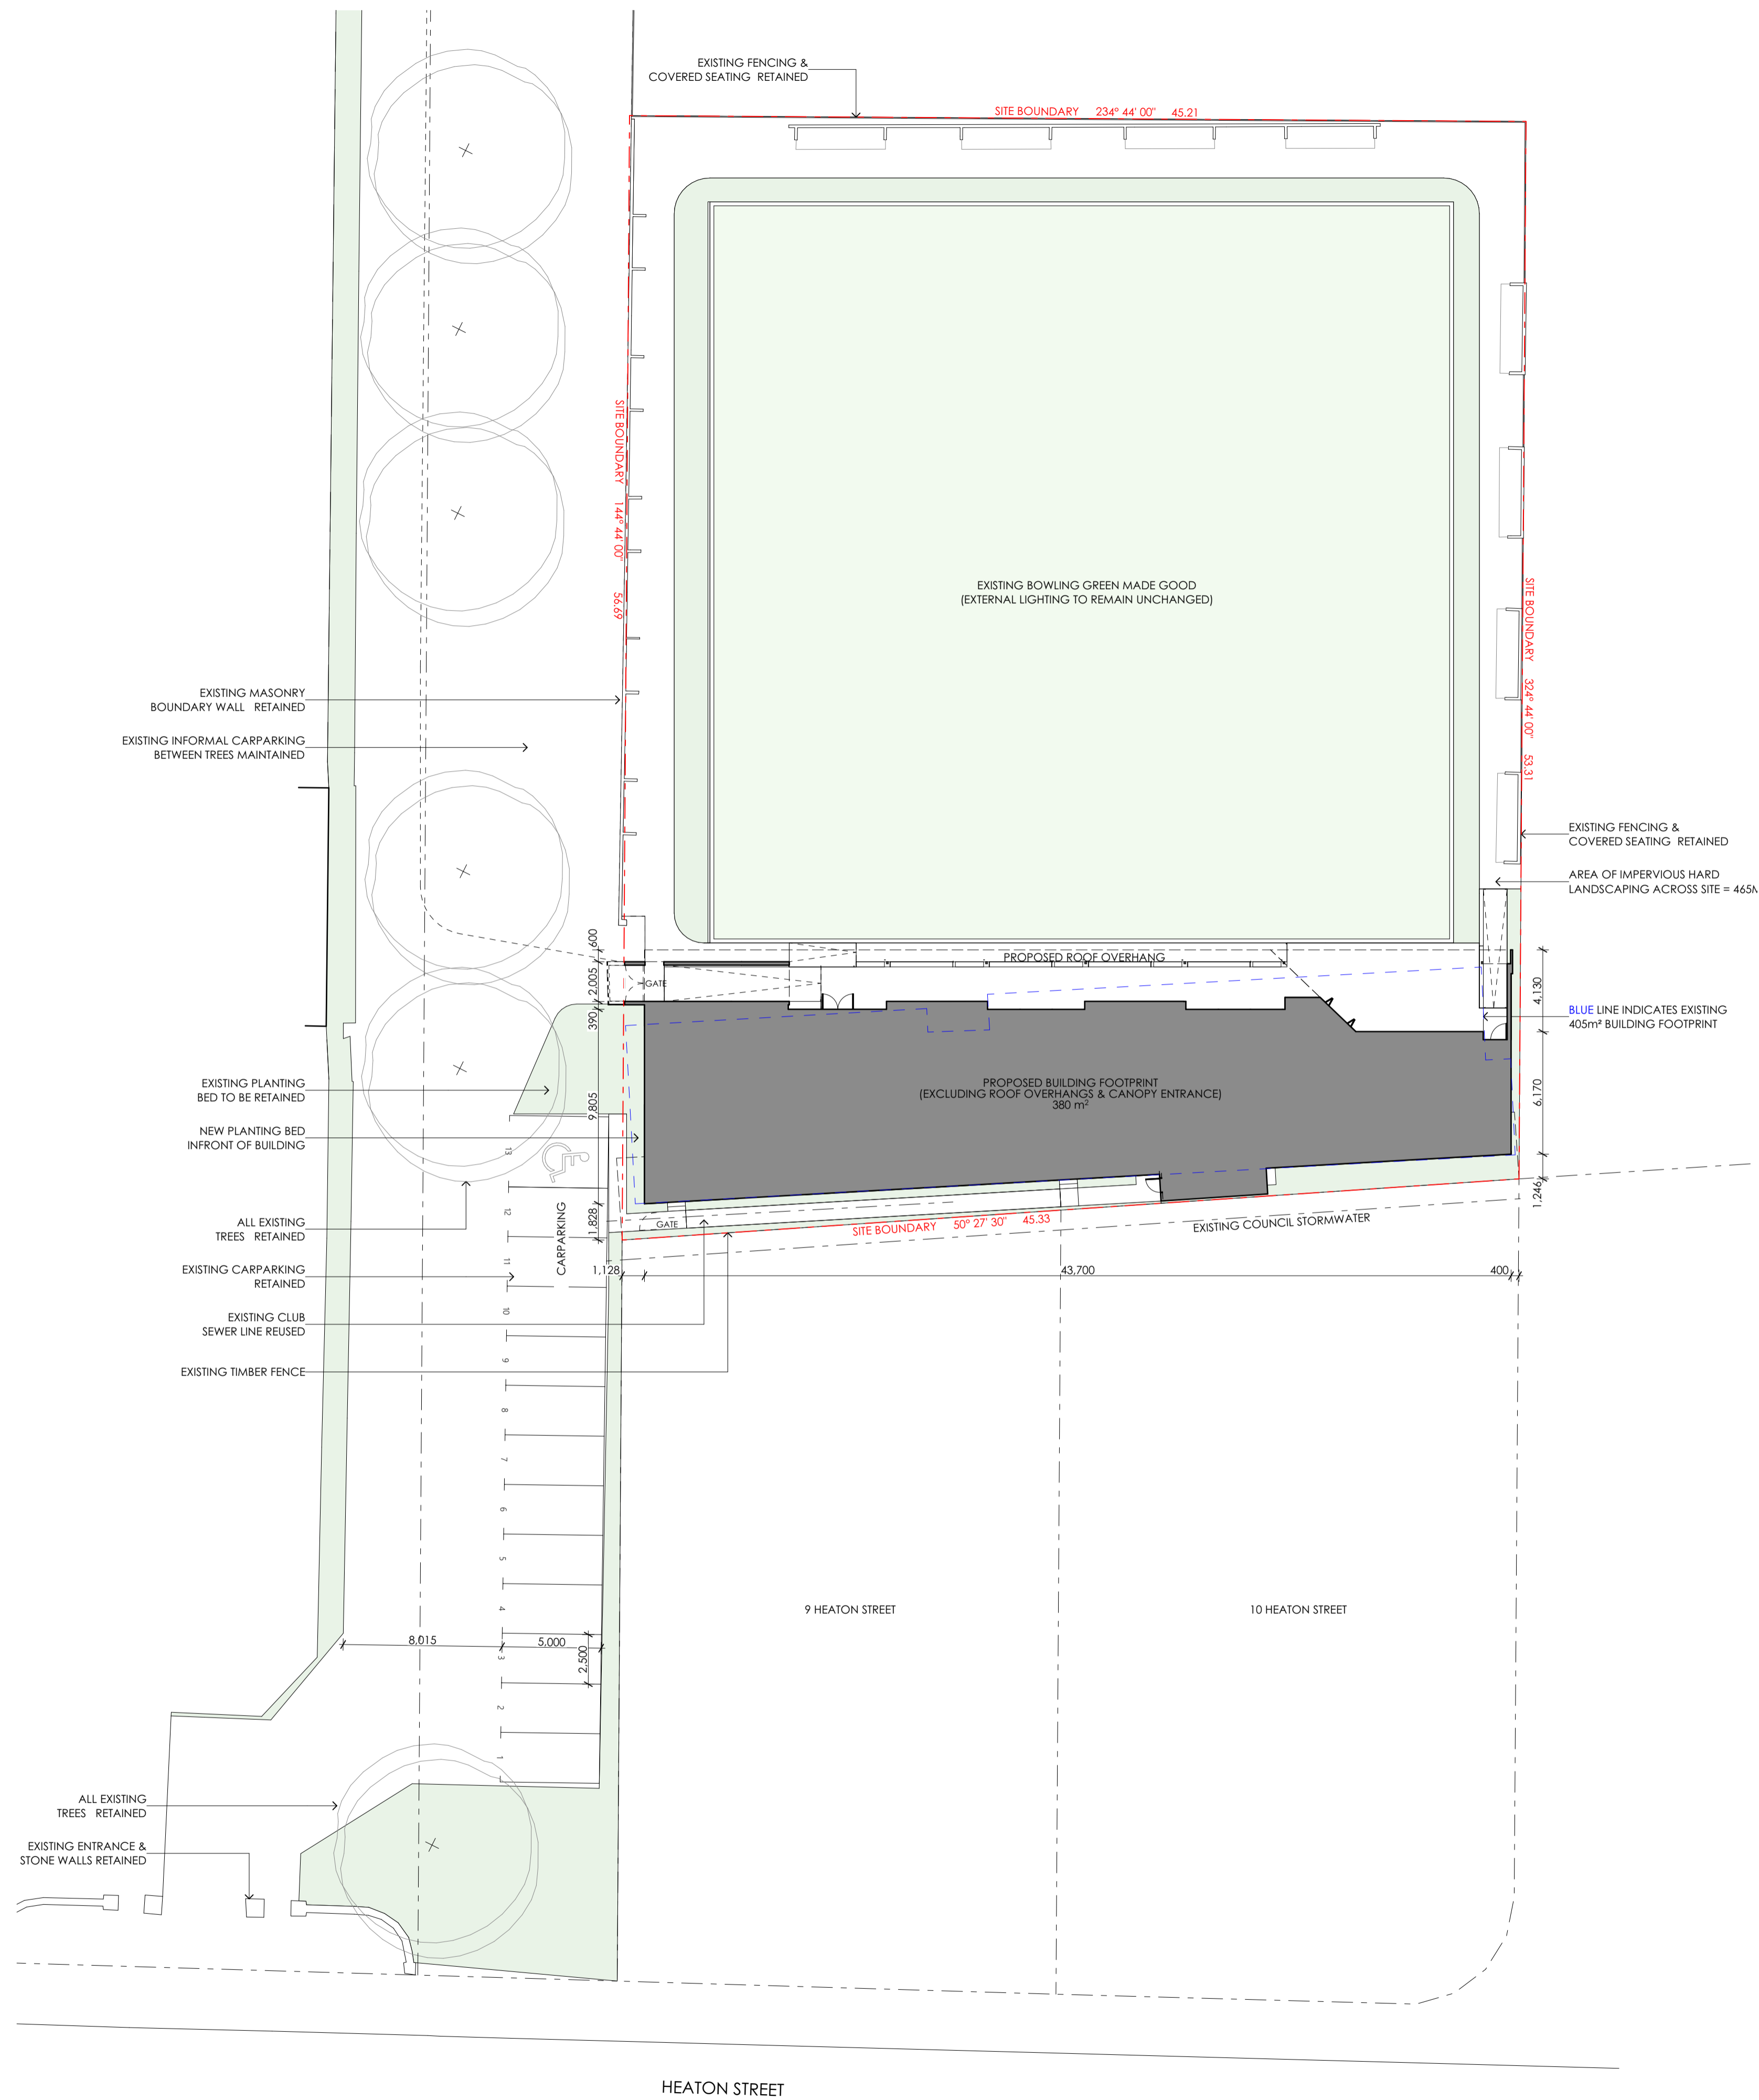 EXISTING FENCING &
COVERED SEATING RETAINED
SITE BOUNDARY 234° 44' 00" 45.21
SITE BOUNDARY 144° 44' 00" 56.69
EXISTING BOWLING GREEN MADE GOOD
(EXTERNAL LIGHTING TO REMAIN UNCHANGED)
SITE BOUNDARY 324° 44' 00" 53.31
EXISTING MASONRY
BOUNDARY WALL RETAINED
EXISTING INFORMAL CARPARKING
BETWEEN TREES MAINTAINED
EXISTING FENCING &
COVERED SEATING RETAINED
AREA OF IMPERVIOUS HARD
LANDSCAPING ACROSS SITE = 465
600
2,005
390
9,805
1,828
PROPOSED ROOF OVERHANG
GATE
4,130
6,170
1,246
BLUE LINE INDICATES EXISTING
405m² BUILDING FOOTPRINT
PROPOSED BUILDING FOOTPRINT
(EXCLUDING ROOF OVERHANGS & CANOPY ENTRANCE)
380 m²
EXISTING PLANTING
BED TO BE RETAINED
NEW PLANTING BED
INFRONT OF BUILDING
ALL EXISTING
TREES RETAINED
EXISTING CARPARKING
RETAINED
EXISTING CLUB
SEWER LINE REUSED
EXISTING TIMBER FENCE
GATE
SITE BOUNDARY 50° 27' 30" 45.33
EXISTING COUNCIL STORMWATER
1,128
43,700
400
CARPARKING
13
12
11
10
9
8
7
6
5
4
3
2
1
8,015
5,000
2,500
9 HEATON STREET
10 HEATON STREET
ALL EXISTING
TREES RETAINED
EXISTING ENTRANCE &
STONE WALLS RETAINED
HEATON STREET